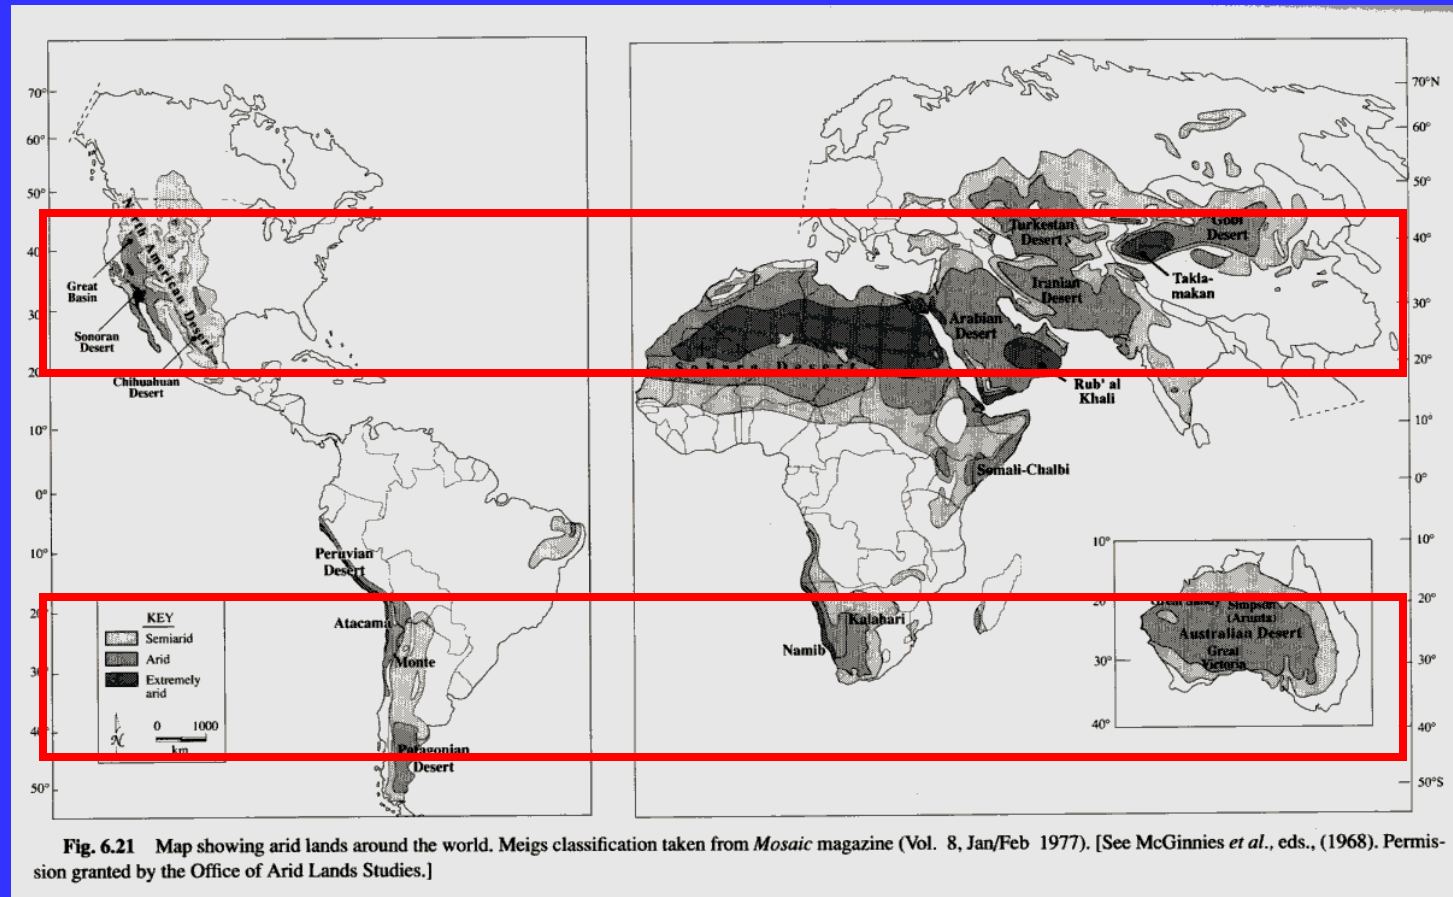 70°
60°
50°
40
30
20
10°
0°
10°
20°
30°
40°
50°
North American Desert
Great
Basin
Sonoran
Desert
Chihuahuan
Desert
Peruvian
Desert
Atacama
Monte
Patagonian
Desert
KEY
Semiarid
Arid
Extremely
arid
N
0 1000
km
70°N
60°
50°
40°
30°
20°
10°
0°
10°
20°
30°
40°
50°S
Turkestan
Desert
Gobi
Desert
Takla-
makan
Iranian
Desert
Arabian
Desert
Sahara Desert
Rub' al
Khali
Somali-Chalbi
Kalahari
Namib
10°
20°
30°
40°
Great Sandy
Simpson
(Arunta)
Australian Desert
Great
Victoria
Fig. 6.21 Map showing arid lands around the world. Meigs classification taken from Mosaic magazine (Vol. 8, Jan/Feb 1977). [See McGinnies et al., eds., (1968). Permis-
sion granted by the Office of Arid Lands Studies.]